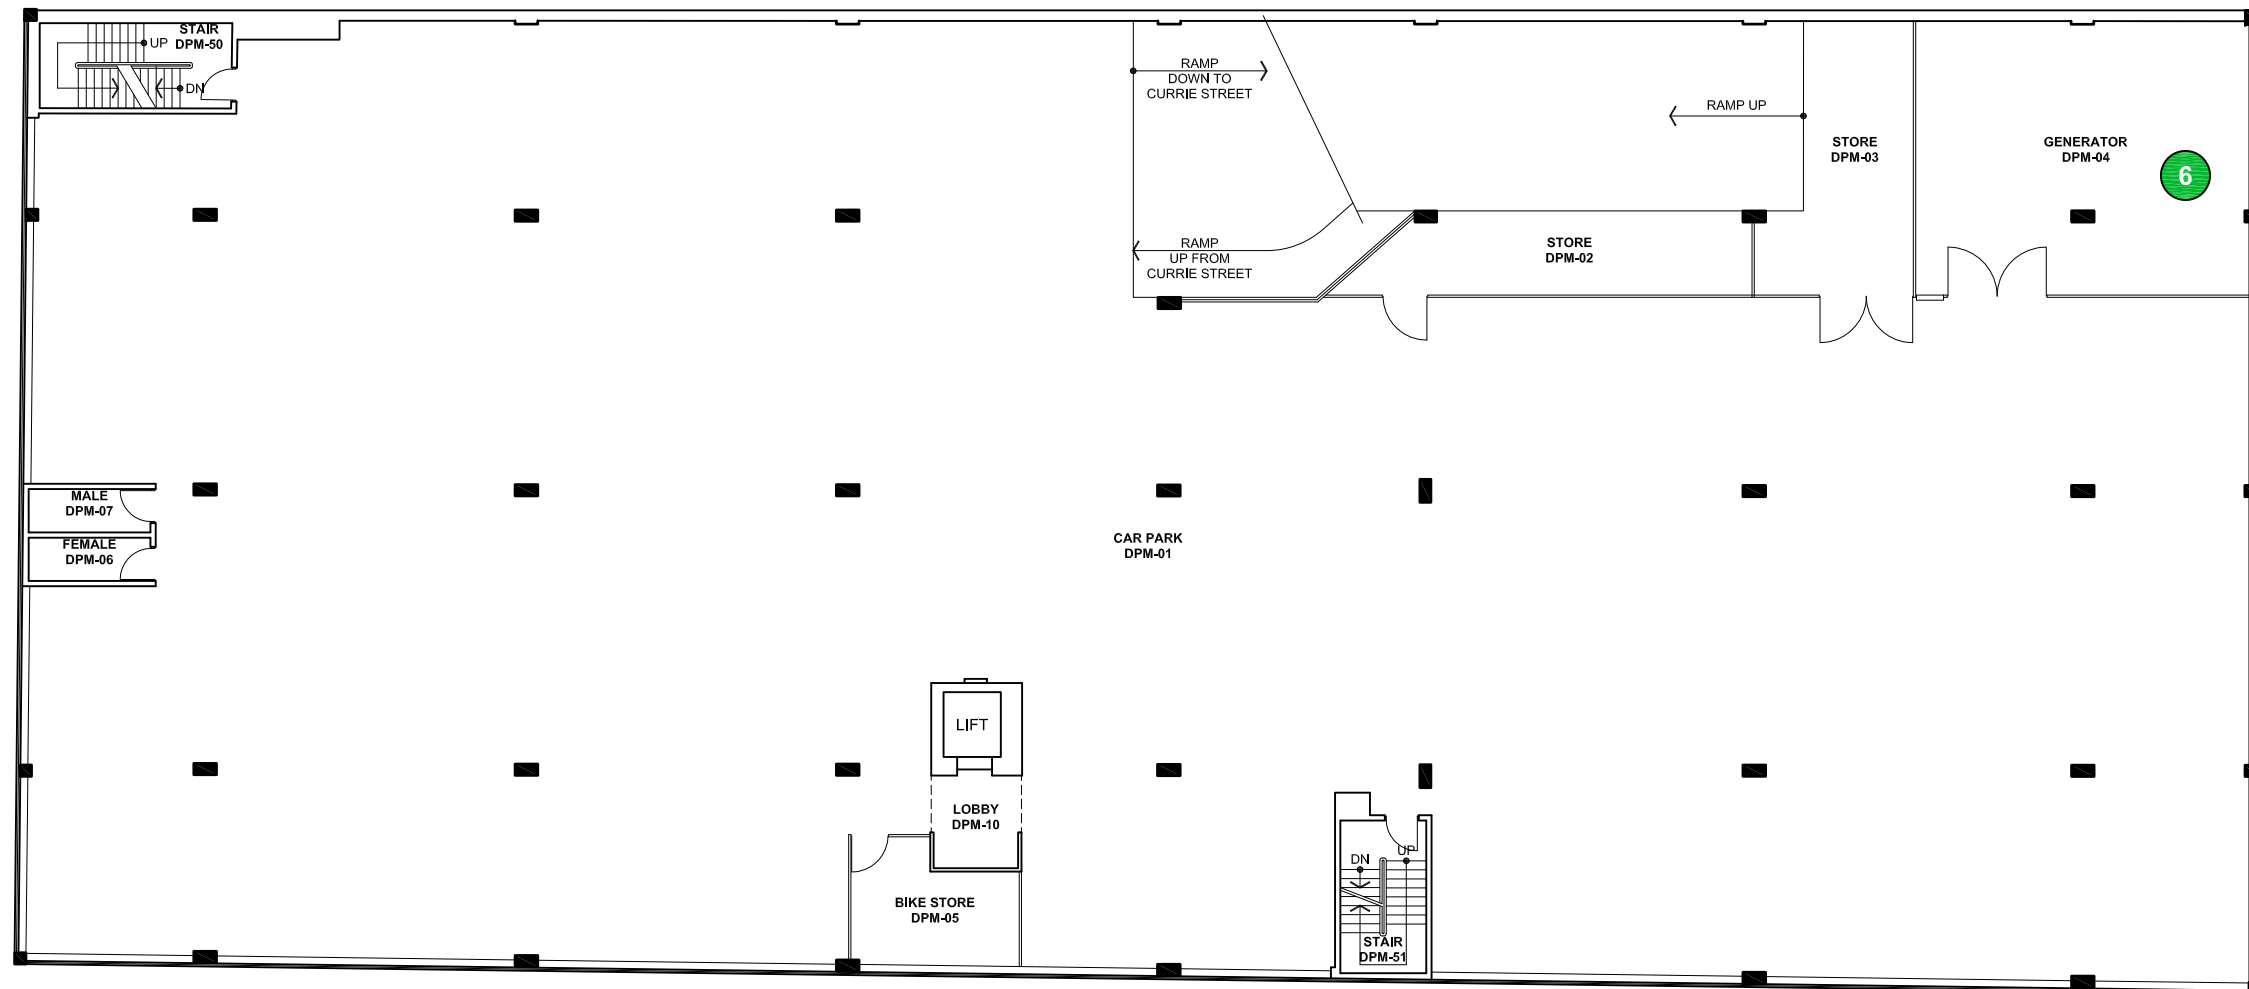 STAIR
DPM-50
UP
DN
RAMP
DOWN TO
CURRIE STREET
RAMP UP
STORE
DPM-03
GENERATOR
DPM-04
6
RAMP
UP FROM
CURRIE STREET
STORE
DPM-02
MALE
DPM-07
FEMALE
DPM-06
CAR PARK
DPM-01
LIFT
LOBBY
DPM-10
BIKE STORE
DPM-05
DN
UP
STAIR
DPM-51